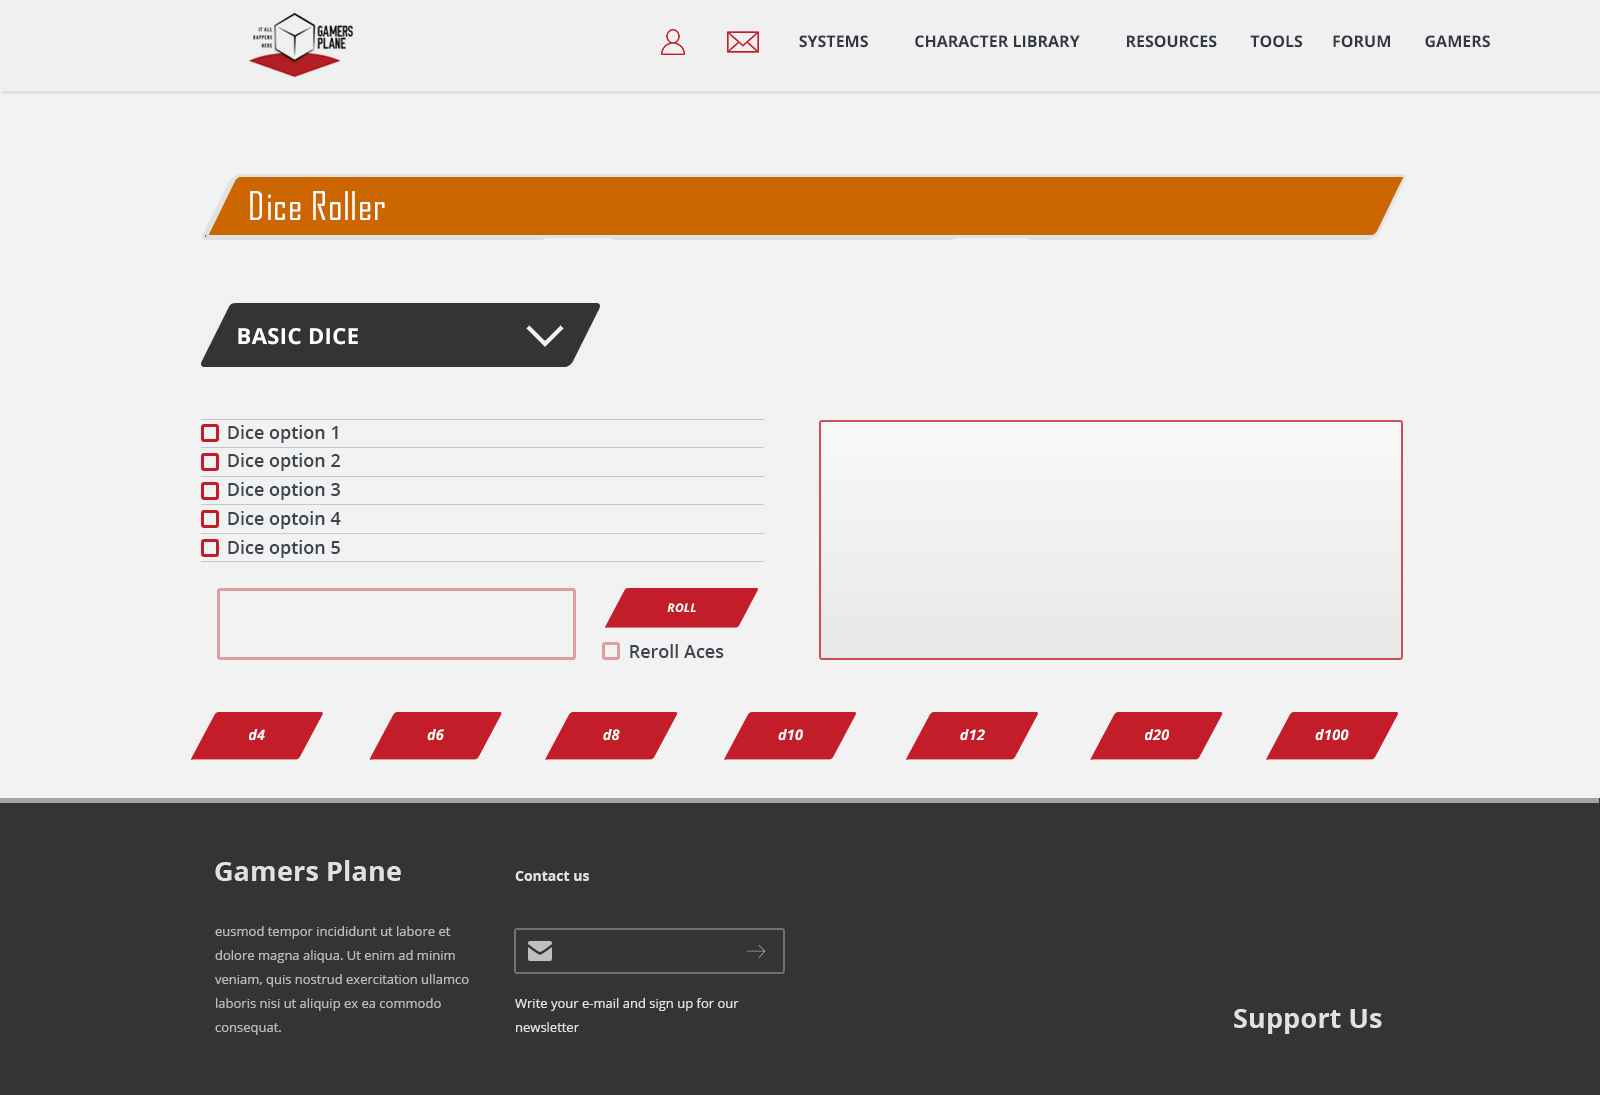 IT ALL
HAPPENS
HERE
GAMERS
PLANE
SYSTEMS
CHARACTER LIBRARY
RESOURCES
TOOLS
FORUM
GAMERS
Dice Roller
BASIC DICE
Dice option 1
Dice option 2
Dice option 3
Dice optoin 4
Dice option 5
ROLL
Reroll Aces
d4
d6
d8
d10
d12
d20
d100
Gamers Plane
eusmod tempor incididunt ut labore et
dolore magna aliqua. Ut enim ad minim
veniam, quis nostrud exercitation ullamco
laboris nisi ut aliquip ex ea commodo
consequat.
Contact us
Write your e-mail and sign up for our
newsletter
Support Us